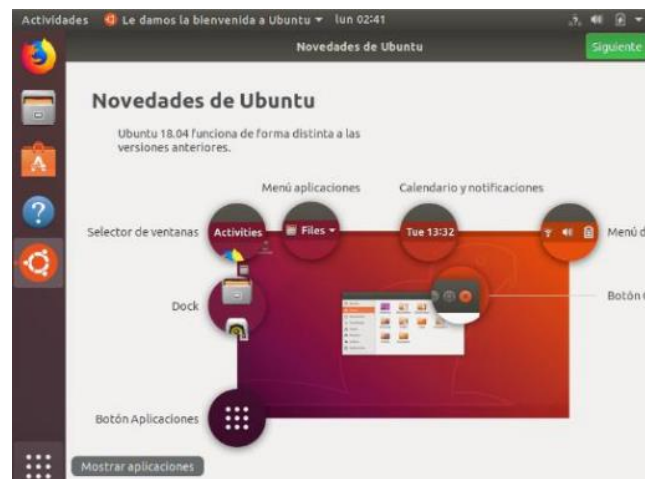 Actividades Le damos la bienvenida a Ubuntu lun 02:41
Novedades de Ubuntu
Siguiente
Novedades de Ubuntu
Ubuntu 18.04 funciona de forma distinta a las
versiones anteriores.
Menú aplicaciones
Calendario y notificaciones
Selector de ventanas
Activities
Files
Tue 13:32
Menú d
Dock
Botón
Botón Aplicaciones
Mostrar aplicaciones